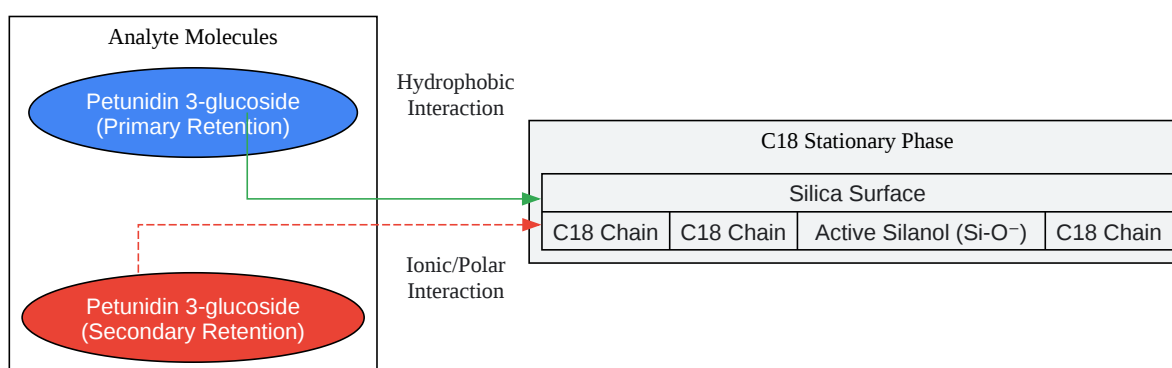 Analyte Molecules
Petunidin 3-glucoside
(Primary Retention)
Hydrophobic
Interaction
C18 Stationary Phase
Silica Surface
C18 Chain
C18 Chain
Active Silanol (Si-O⁻)
C18 Chain
Ionic/Polar
Interaction
Petunidin 3-glucoside
(Secondary Retention)